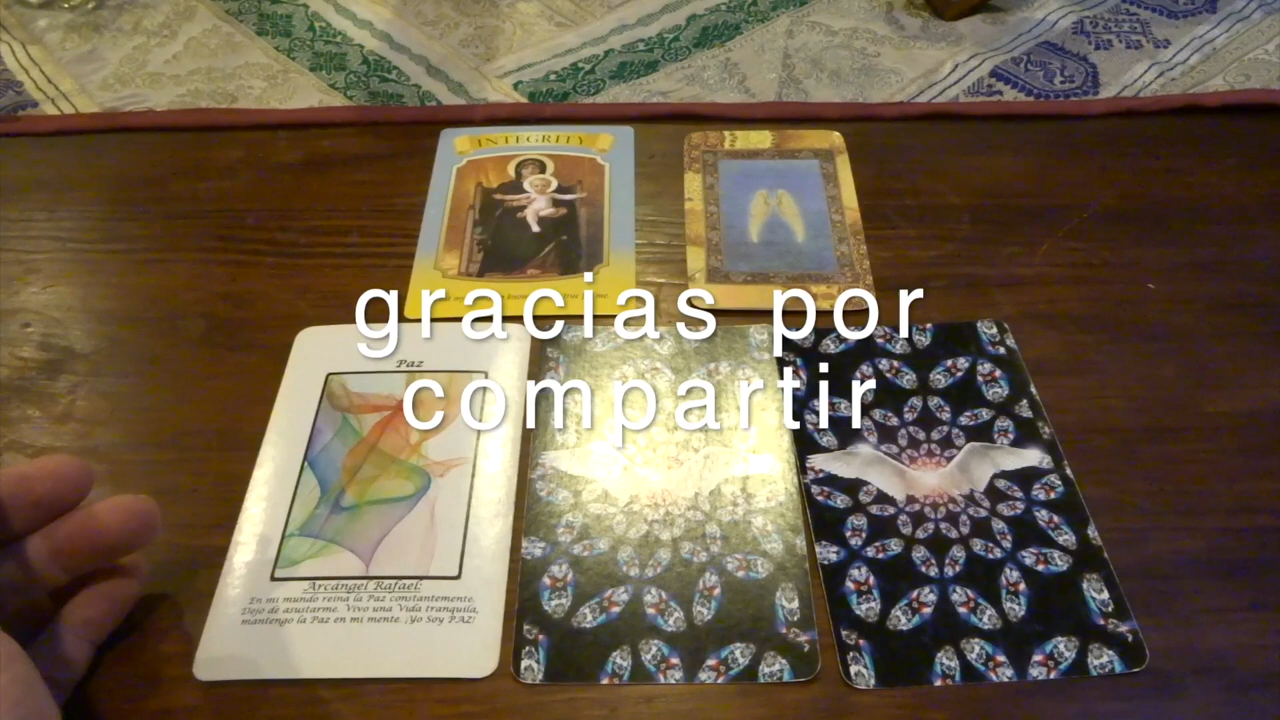 INTEGRITY
gracias por
compartir
Paz
Arcángel Rafael:
En mi mundo reina la Paz constantemente.
Dejo de asustarme. Vivo una Vida tranquila,
mantengo la Paz en mi mente. ¡Yo Soy PAZ!